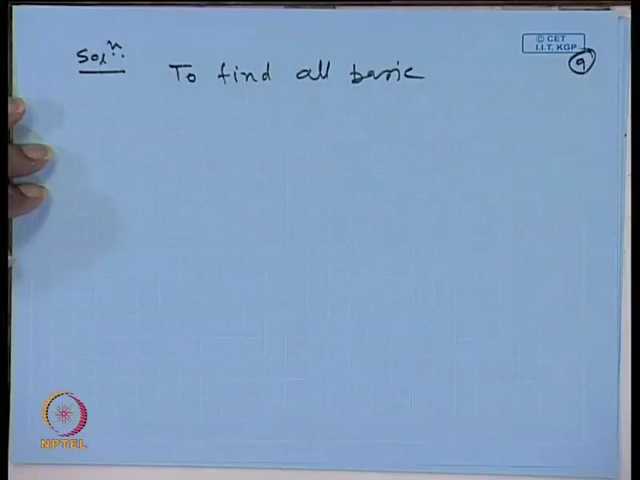 © CET
I.I.T. KGP
Solⁿ.
9
To find all basic
NPTEL